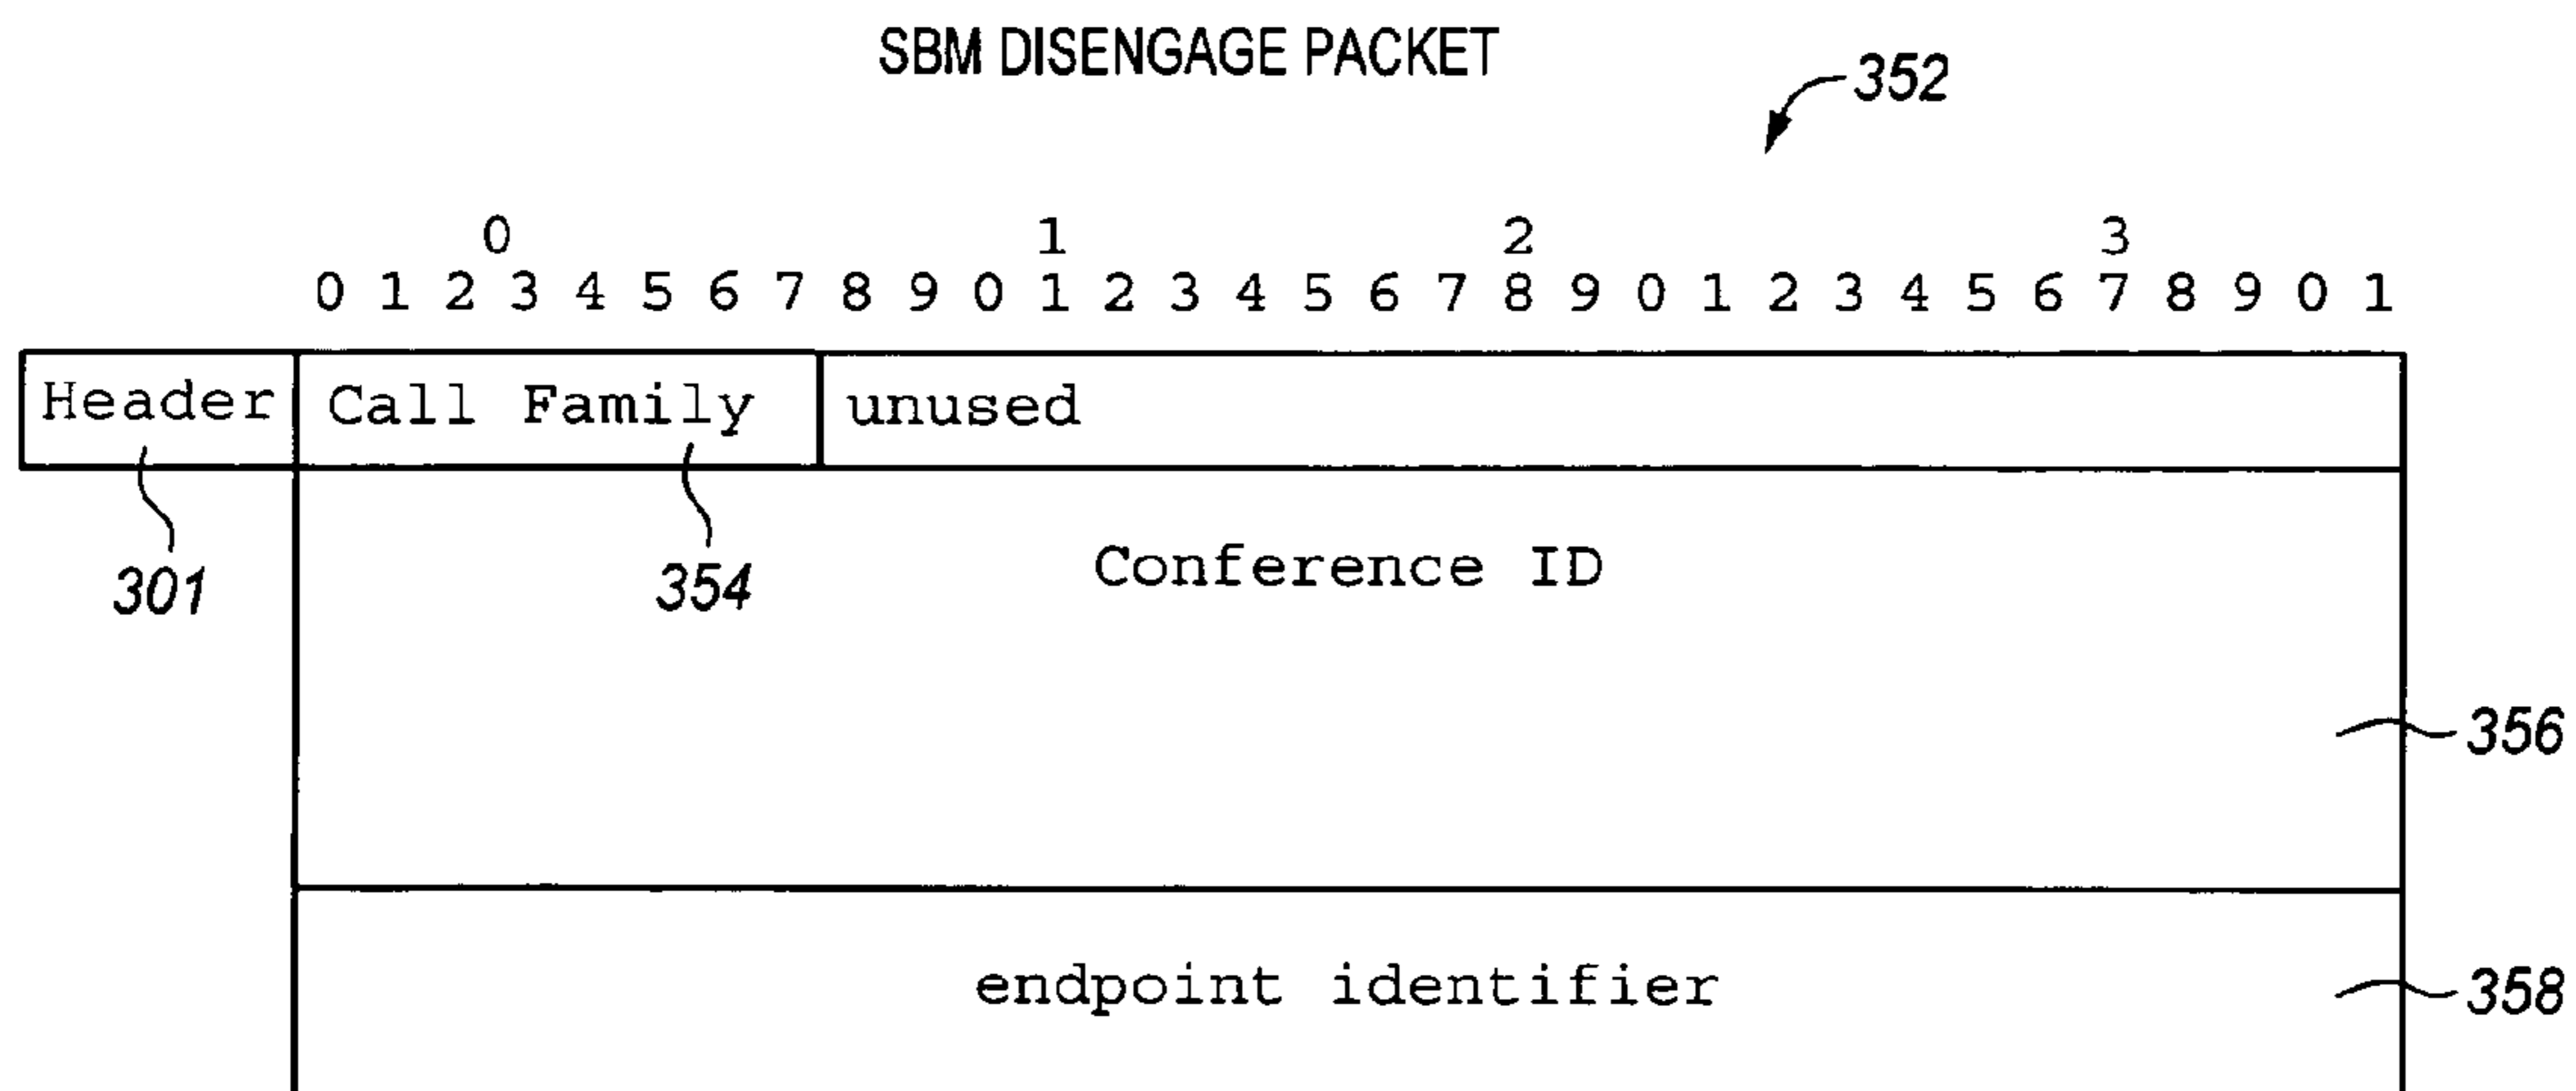 SBM DISENGAGE PACKET
352
0 1 2 3
0 1 2 3 4 5 6 7 8 9 0 1 2 3 4 5 6 7 8 9 0 1 2 3 4 5 6 7 8 9 0 1
Header Call Family unused
301 354 Conference ID
356
endpoint identifier 358